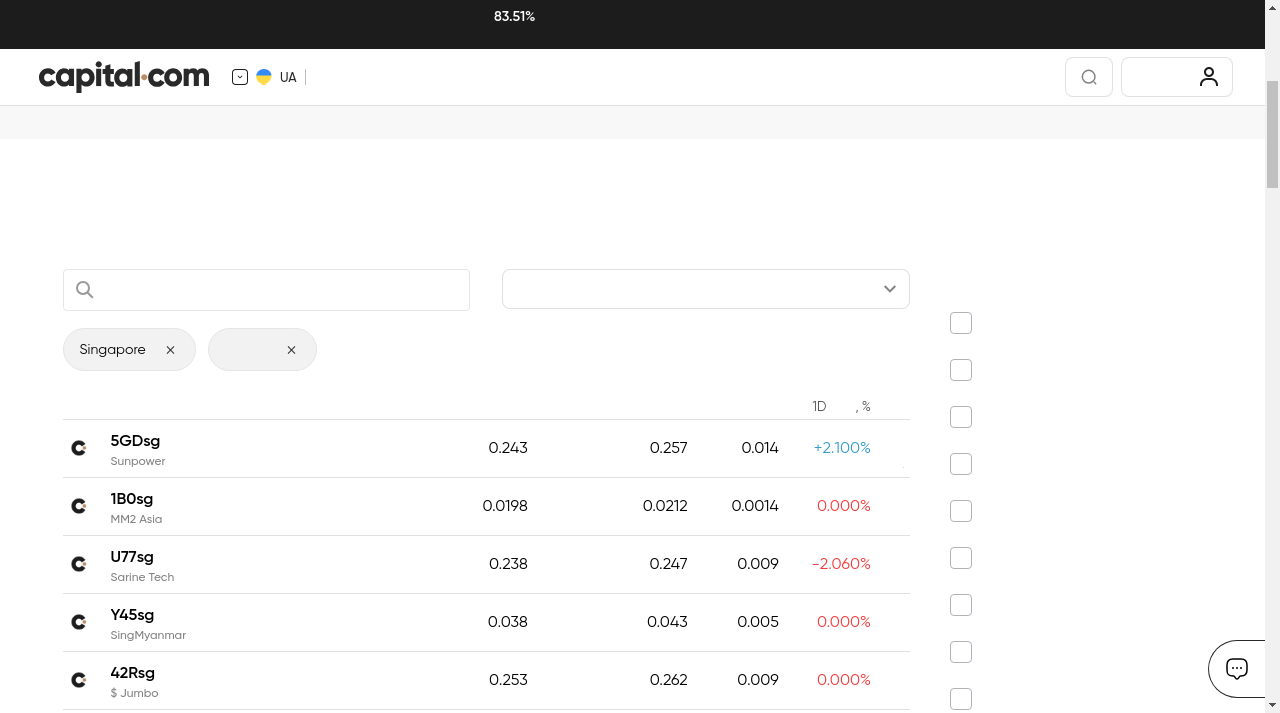 83.51%
capital.com
UA
Singapore
1D , %
5GDsg
Sunpower
0.243 0.257 0.014 +2.100%
1B0sg
MM2 Asia
0.0198 0.0212 0.0014 0.000%
U77sg
Sarine Tech
0.238 0.247 0.009 -2.060%
Y45sg
SingMyanmar
0.038 0.043 0.005 0.000%
42Rsg
$ Jumbo
0.253 0.262 0.009 0.000%